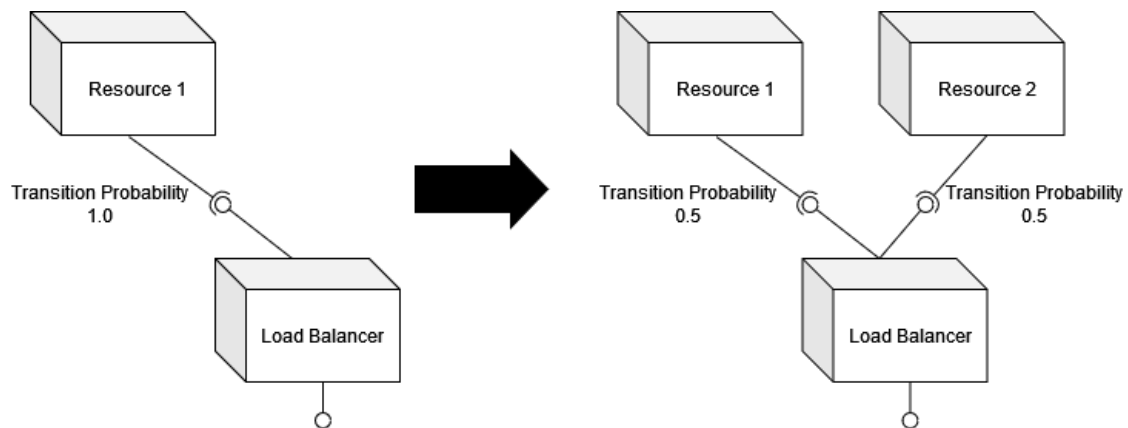 Resource 1
Transition Probability
1.0
Load Balancer
Resource 1
Resource 2
Transition Probability
0.5
Transition Probability
0.5
Load Balancer